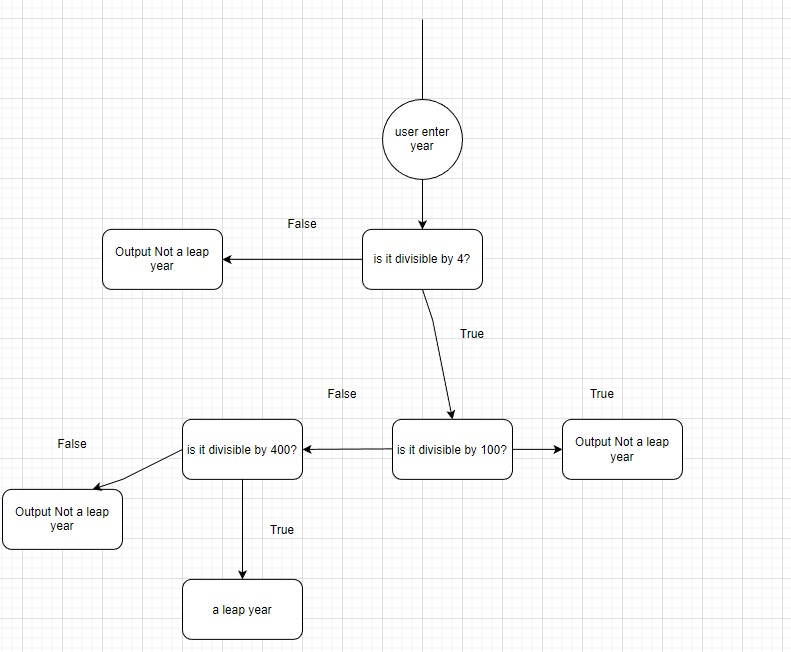 user enter
year
False
Output Not a leap
year
is it divisible by 4?
True
False
True
False
is it divisible by 400?
is it divisible by 100?
Output Not a leap
year
Output Not a leap
year
True
a leap year